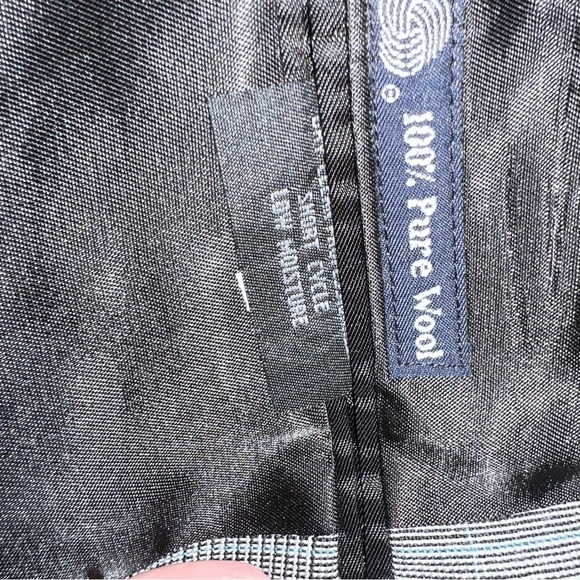 SHORT CYCLE
LOW MOISTURE
100% Pure Wool